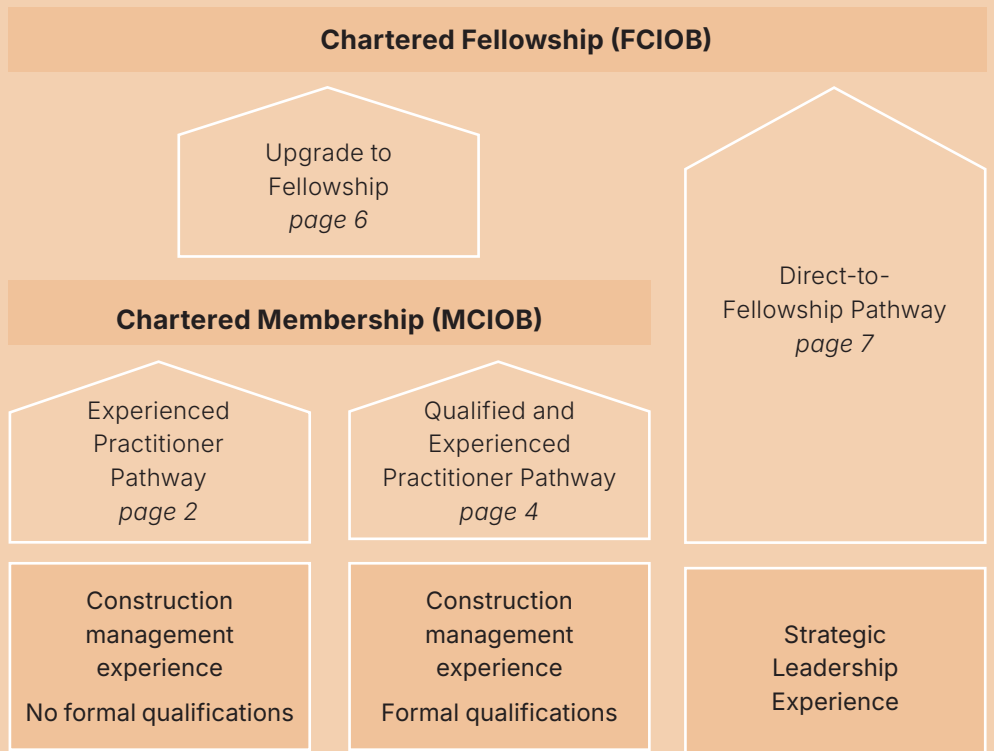 Chartered Fellowship (FCIOB)
Upgrade to
Fellowship
page 6
Direct-to-
Fellowship Pathway
page 7
Chartered Membership (MCIOB)
Experienced
Practitioner
Pathway
page 2
Qualified and
Experienced
Practitioner Pathway
page 4
Construction
management
experience
No formal qualifications
Construction
management
experience
Formal qualifications
Strategic
Leadership
Experience